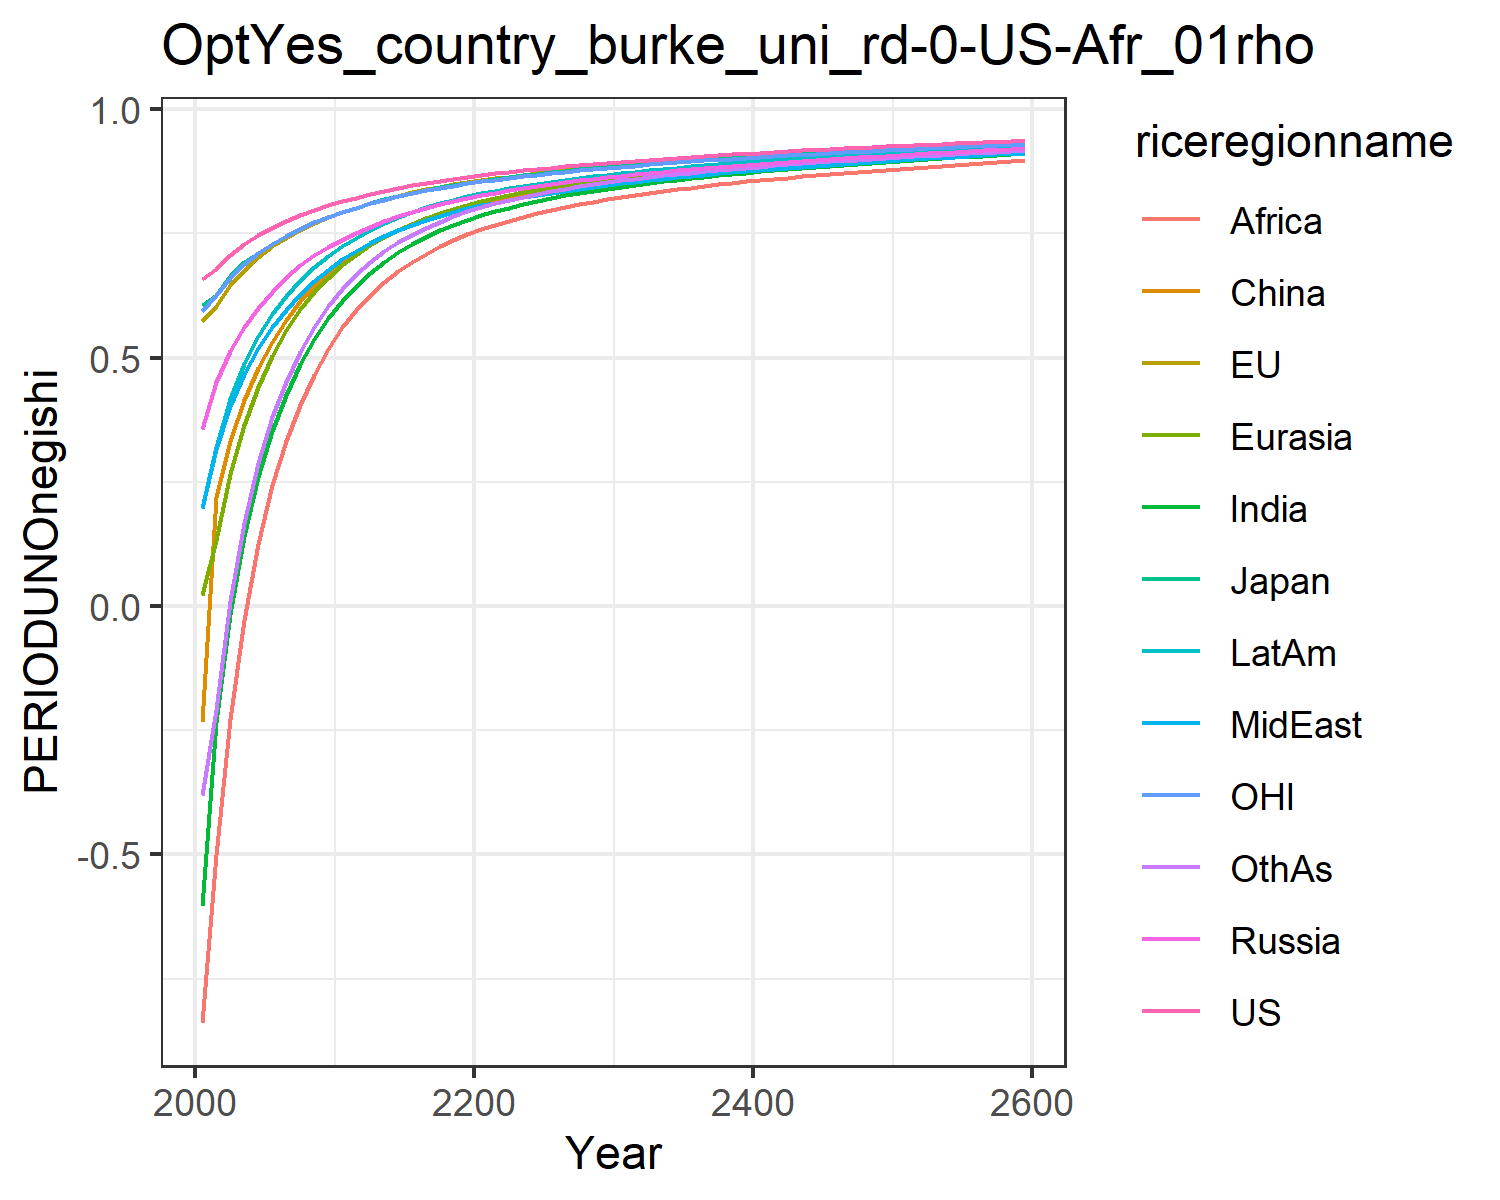 OptYes_country_burke_uni_rd-0-US-Afr_01rho
PERIODUNOnegishi
1.0
0.5
0.0
-0.5
2000
2200
2400
2600
Year
riceregionname
Africa
China
EU
Eurasia
India
Japan
LatAm
MidEast
OHI
OthAs
Russia
US